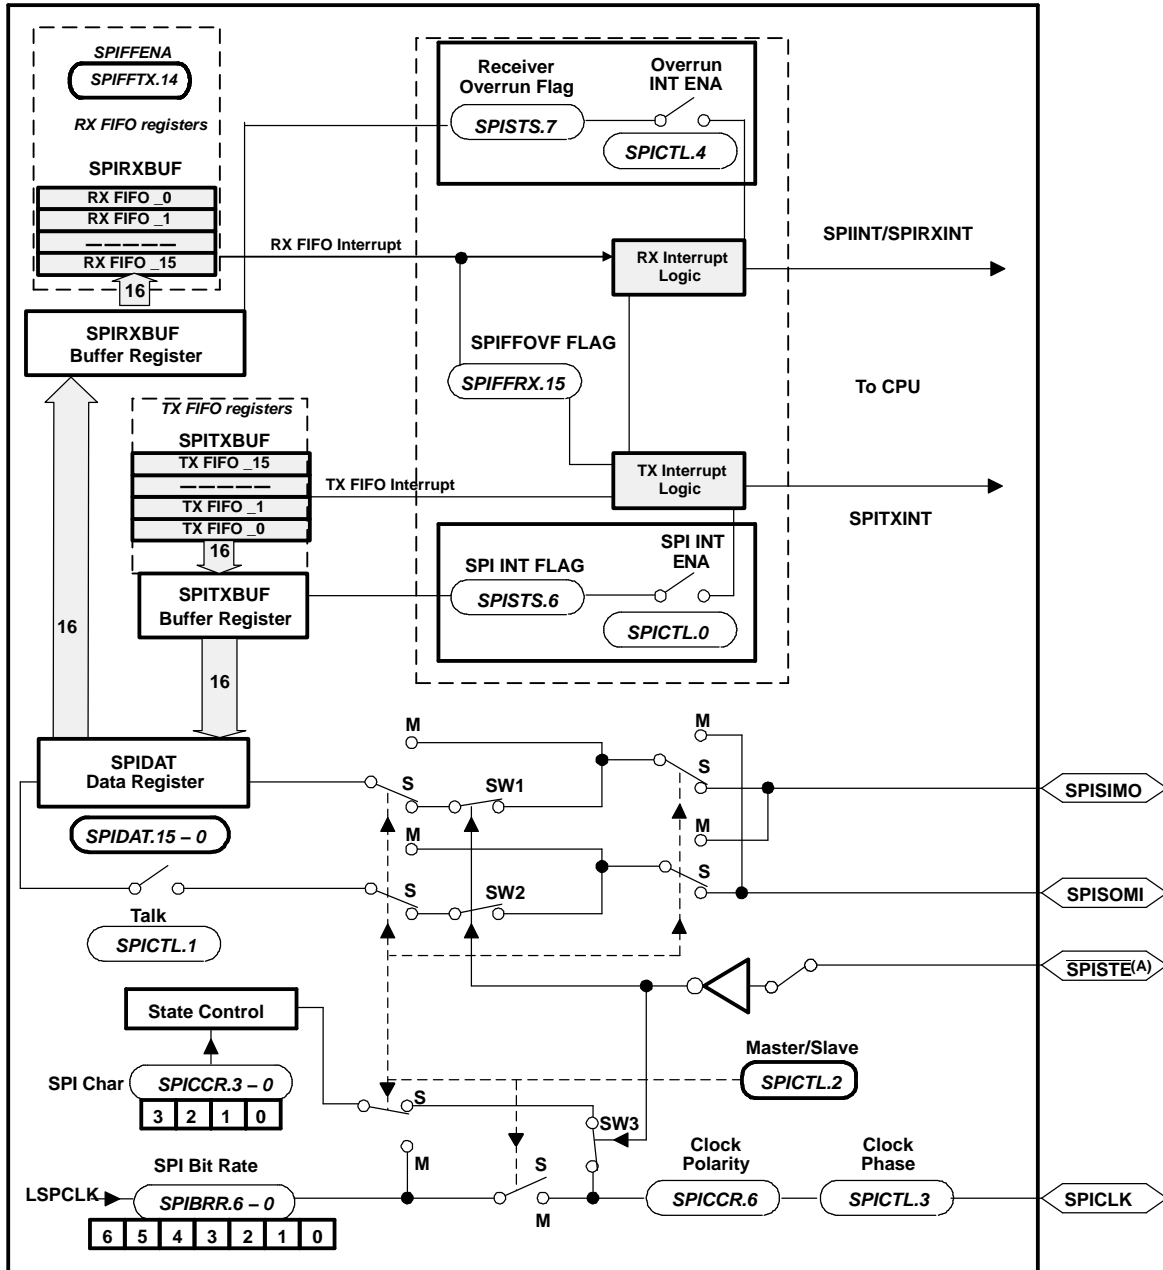 SPIFFENA
SPIFFTX.14
RX FIFO registers
SPIRXBUF
RX FIFO _0
RX FIFO _1
—————
RX FIFO _15
16
SPIRXBUF
Buffer Register
Receiver
Overrun Flag
SPISTS.7
Overrun
INT ENA
SPICTL.4
RX FIFO Interrupt
RX Interrupt
Logic
SPIINT/SPIRXINT
SPIFFOVF FLAG
SPIFFRX.15
To CPU
TX FIFO registers
SPITXBUF
TX FIFO _15
—————
TX FIFO _1
TX FIFO _0
16
TX FIFO Interrupt
TX Interrupt
Logic
SPITXINT
SPITXBUF
Buffer Register
SPI INT FLAG
SPISTS.6
SPI INT
ENA
SPICTL.0
16
16
SPIDAT
Data Register
SPIDAT.15 – 0
M
S
SW1
M
S
SPISIMO
M
S
SW2
M
S
SPISOMI
Talk
SPICTL.1
SPISTE(A)
State Control
Master/Slave
SPICTL.2
SPI Char
SPICCR.3 – 0
3 2 1 0
S
SW3
M
SPI Bit Rate
LSPCLK
SPIBRR.6 – 0
6 5 4 3 2 1 0
S
M
Clock
Polarity
SPICCR.6
Clock
Phase
SPICTL.3
SPICLK